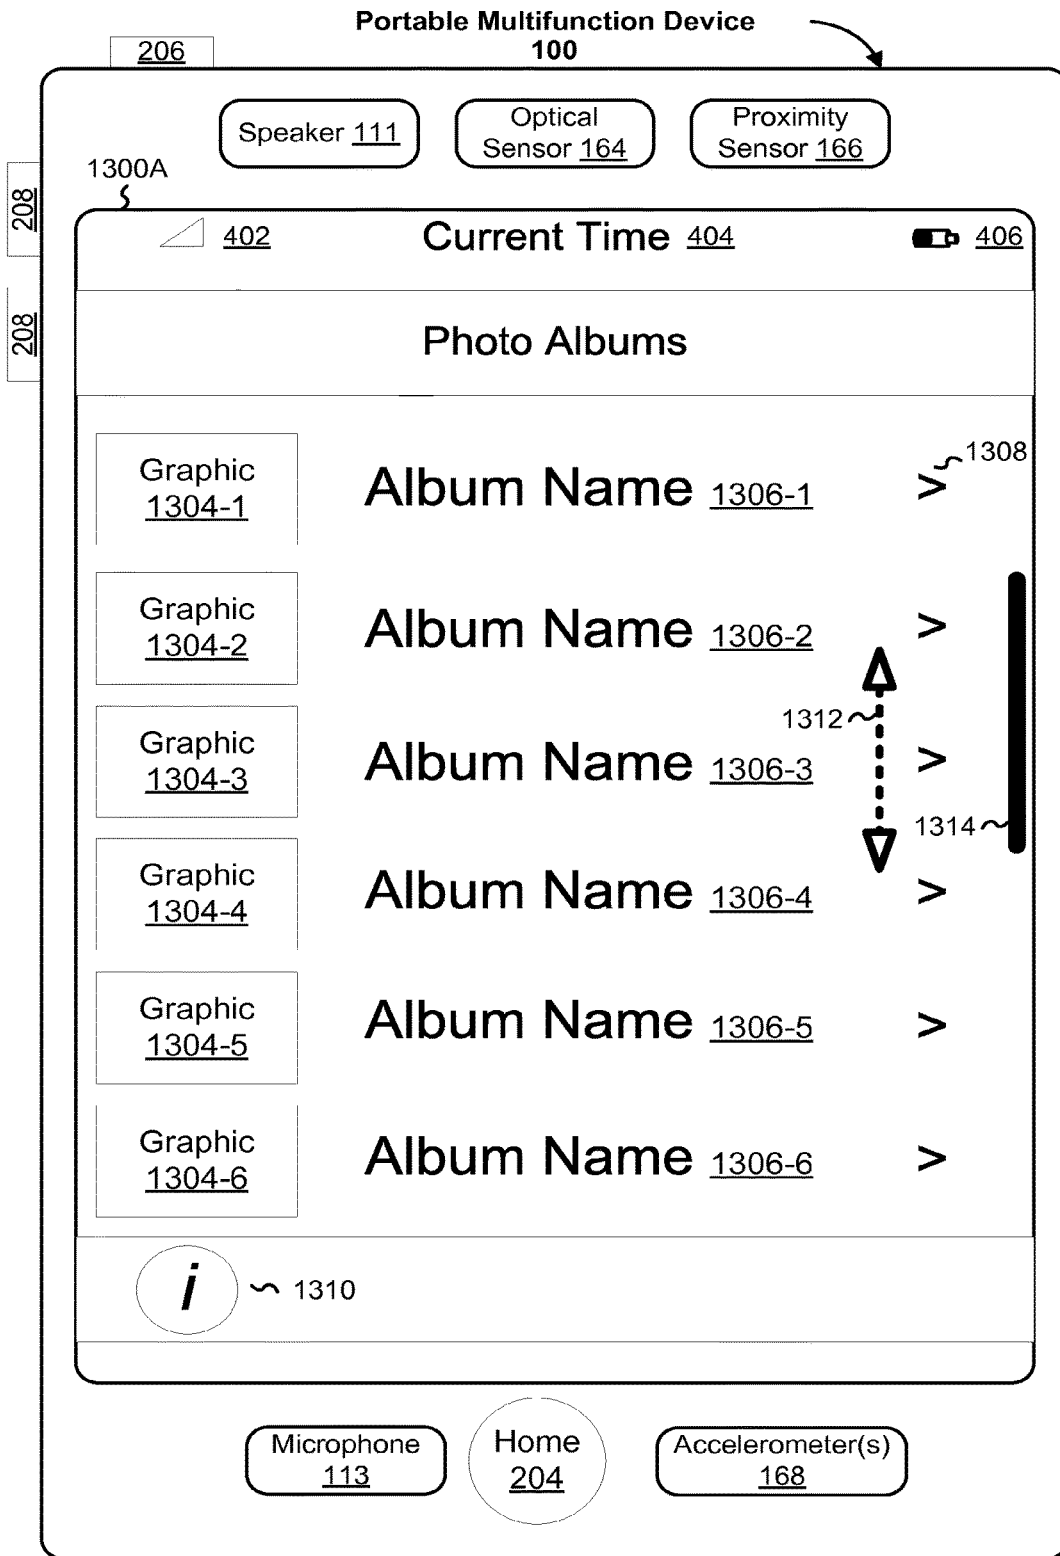 Portable Multifunction Device
100
206
Speaker 111
Optical
Sensor 164
Proximity
Sensor 166
1300A
208
208
402
Current Time 404
406
Photo Albums
Graphic
1304-1
Album Name 1306-1
>
1308
Graphic
1304-2
Album Name 1306-2
>
1312
Graphic
1304-3
Album Name 1306-3
>
1314
Graphic
1304-4
Album Name 1306-4
>
Graphic
1304-5
Album Name 1306-5
>
Graphic
1304-6
Album Name 1306-6
>
i
1310
Microphone
113
Home
204
Accelerometer(s)
168